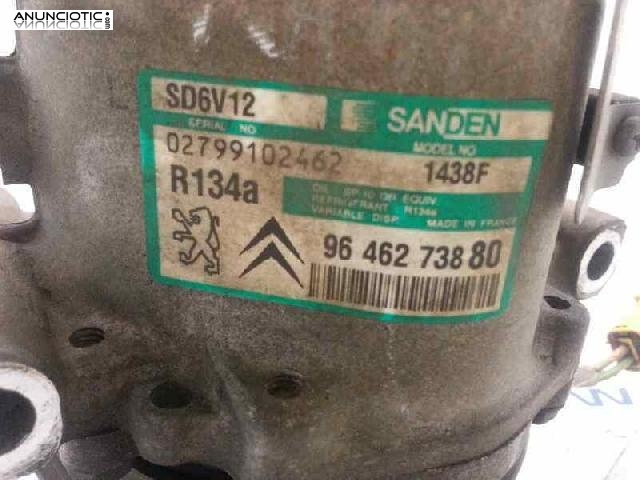 ANUNCIOTIC.com
SD6V12
SANDEN
SERIAL NO
MODEL NO
02799102462
1438F
R134a
OIL SP-10 OR EQUIV.
REFRIGERANT R134a
VARIABLE DISP. MADE IN FRANCE
96 462 738 80